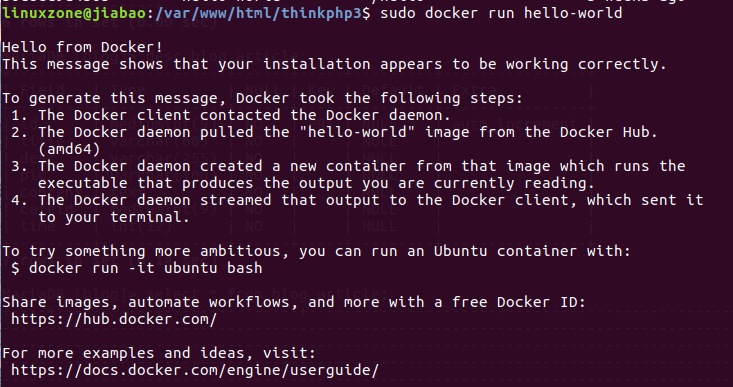 linuxzone@jiabao:/var/www/html/thinkphp3$ sudo docker run hello-world
Hello from Docker!
This message shows that your installation appears to be working correctly.
To generate this message, Docker took the following steps:
1. The Docker client contacted the Docker daemon.
2. The Docker daemon pulled the "hello-world" image from the Docker Hub.
(amd64)
3. The Docker daemon created a new container from that image which runs the
executable that produces the output you are currently reading.
4. The Docker daemon streamed that output to the Docker client, which sent it
to your terminal.
To try something more ambitious, you can run an Ubuntu container with:
$ docker run -it ubuntu bash
Share images, automate workflows, and more with a free Docker ID:
https://hub.docker.com/
For more examples and ideas, visit:
https://docs.docker.com/engine/userguide/